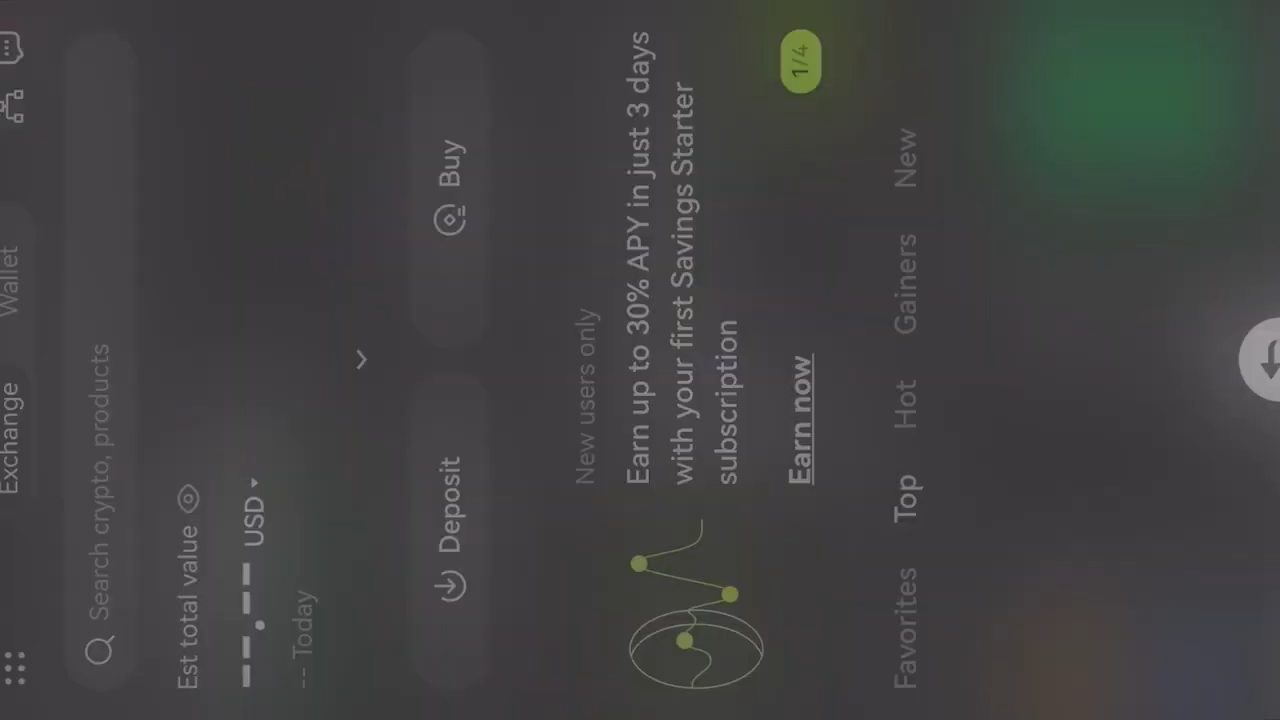 Exchange
Wallet
Search crypto, products
Est total value
--.-- USD
-- Today
Deposit
Buy
New users only
Earn up to 30% APY in just 3 days
with your first Savings Starter
subscription
Earn now
1/4
Favorites
Top
Hot
Gainers
New